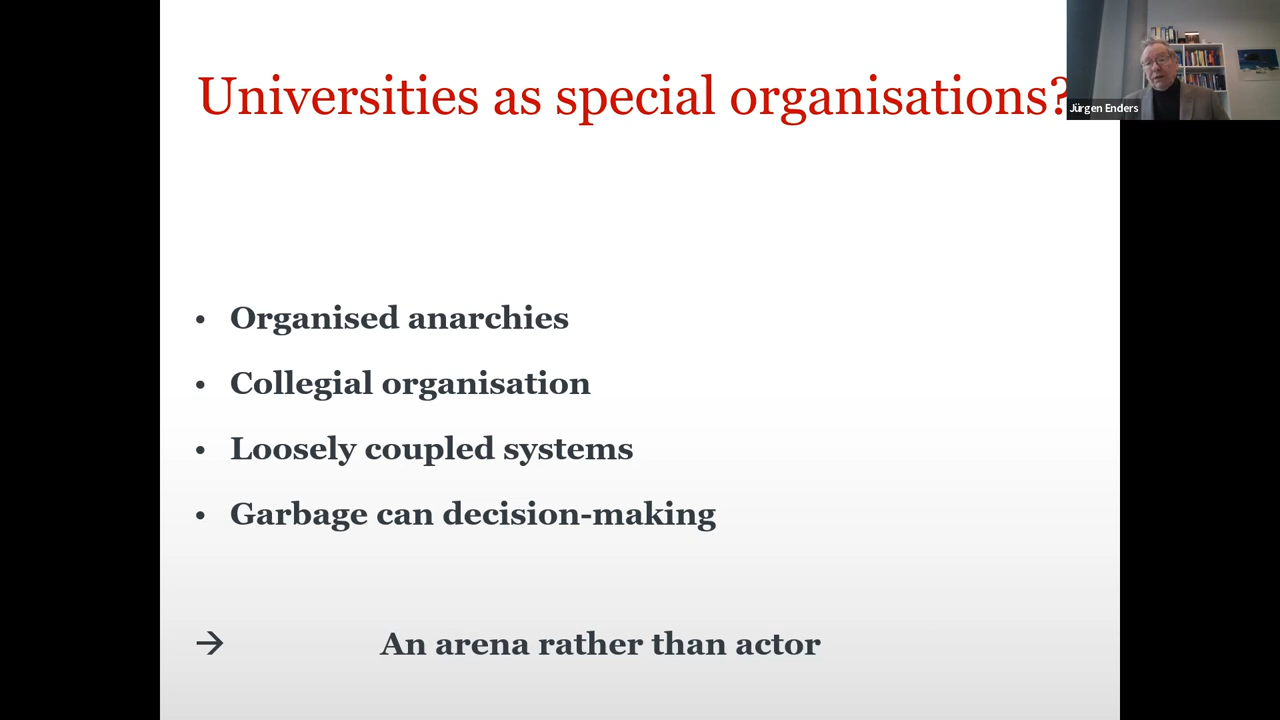 Universities as special organisations?
Jürgen Enders
• Organised anarchies
• Collegial organisation
• Loosely coupled systems
• Garbage can decision-making
→ An arena rather than actor